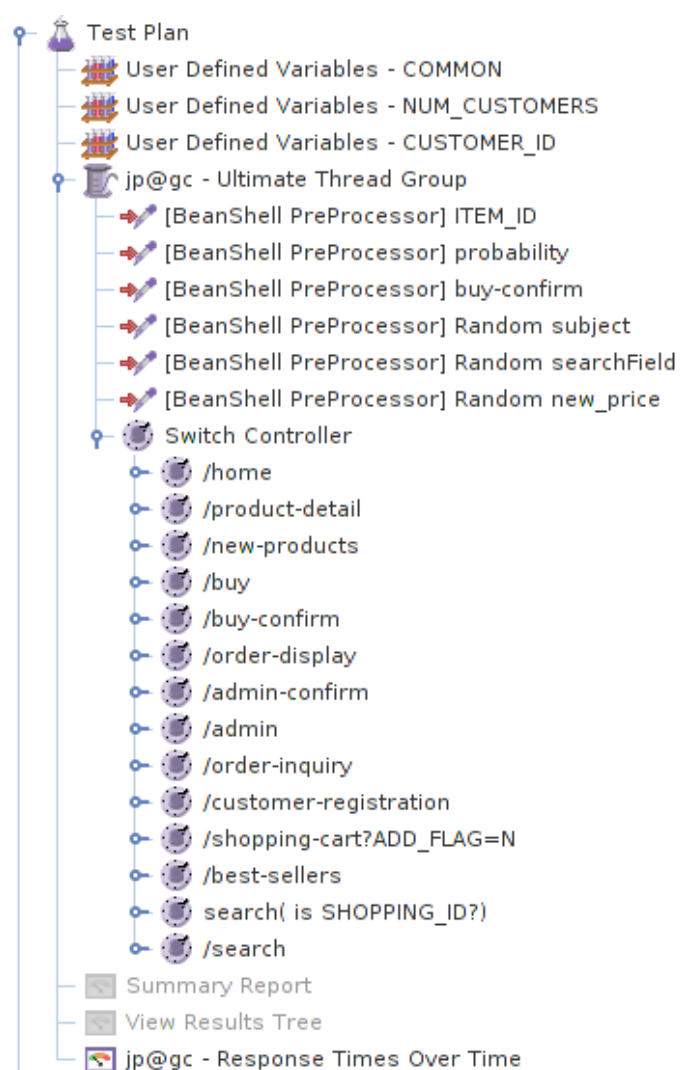 Test Plan
User Defined Variables - COMMON
User Defined Variables - NUM_CUSTOMERS
User Defined Variables - CUSTOMER_ID
jp@gc - Ultimate Thread Group
[BeanShell PreProcessor] ITEM_ID
[BeanShell PreProcessor] probability
[BeanShell PreProcessor] buy-confirm
[BeanShell PreProcessor] Random subject
[BeanShell PreProcessor] Random searchField
[BeanShell PreProcessor] Random new_price
Switch Controller
/home
/product-detail
/new-products
/buy
/buy-confirm
/order-display
/admin-confirm
/admin
/order-inquiry
/customer-registration
/shopping-cart?ADD_FLAG=N
/best-sellers
search( is SHOPPING_ID?)
/search
Summary Report
View Results Tree
jp@gc - Response Times Over Time